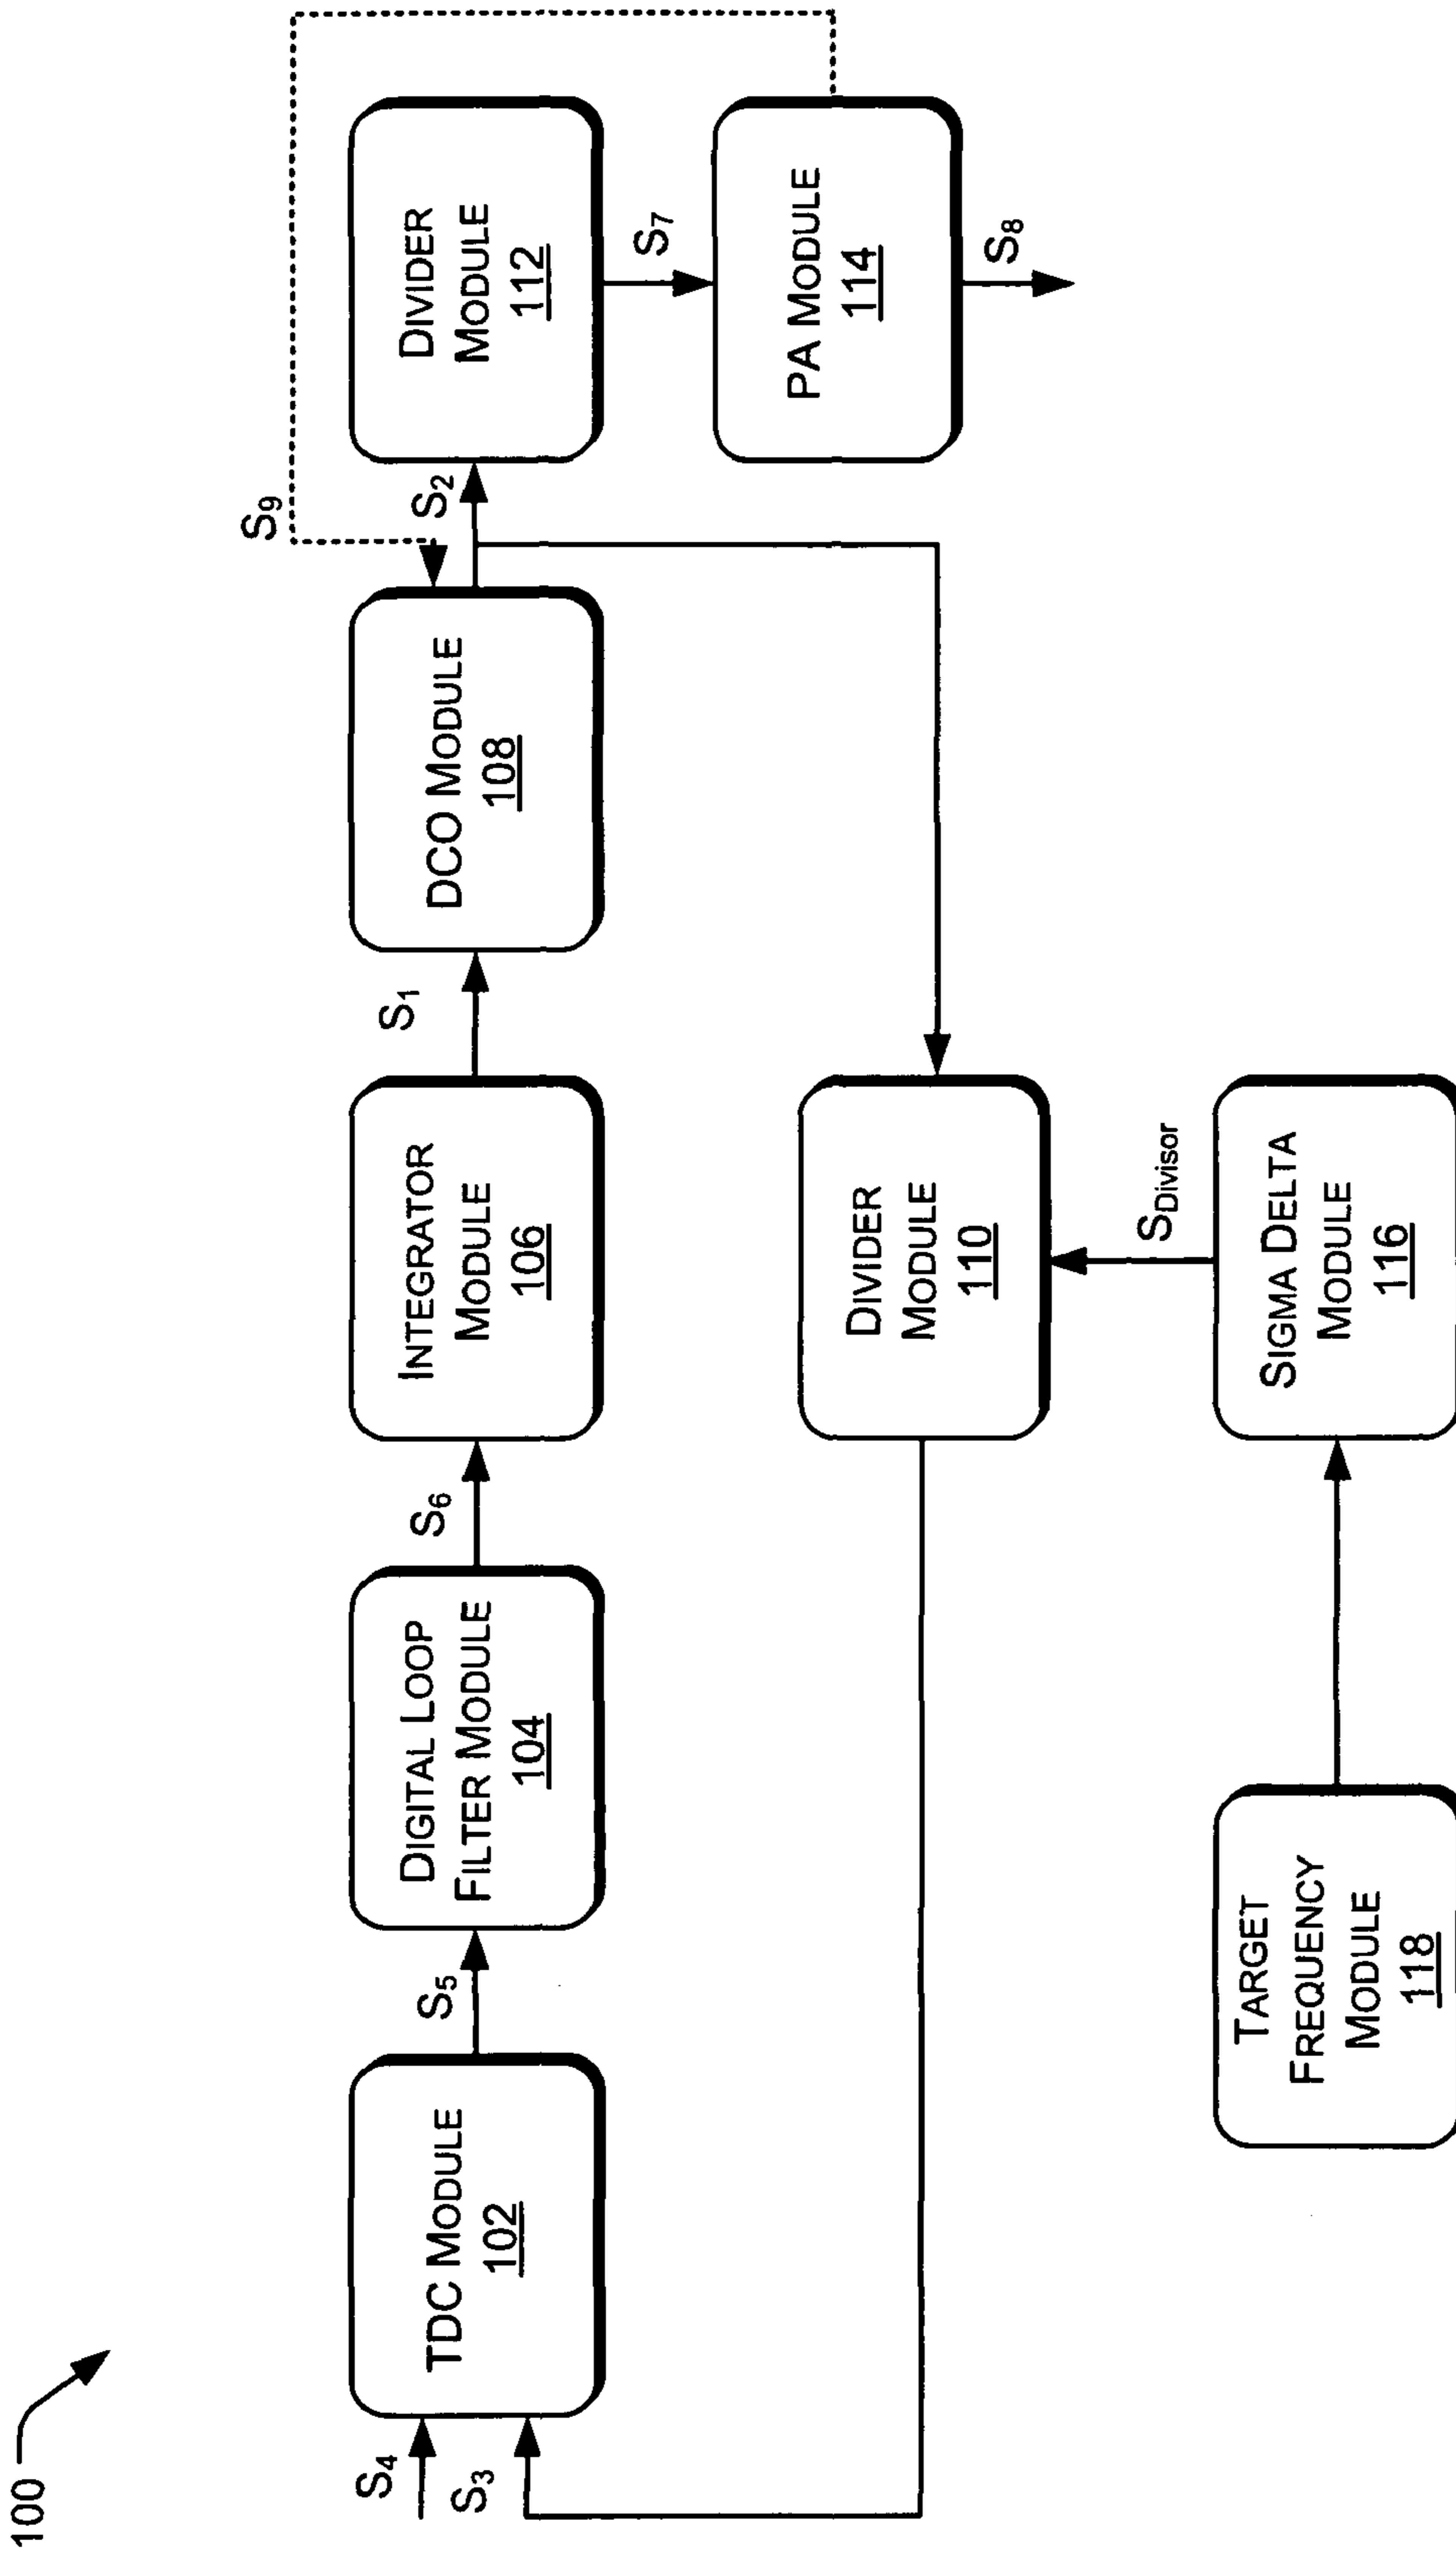 100
S9
S4
S3
TDC MODULE
102
S5
DIGITAL LOOP
FILTER MODULE
104
S6
INTEGRATOR
MODULE
106
S1
DCO MODULE
108
S2
DIVIDER
MODULE
112
S7
PA MODULE
114
S8
DIVIDER
MODULE
110
SDivisor
TARGET
FREQUENCY
MODULE
118
SIGMA DELTA
MODULE
116